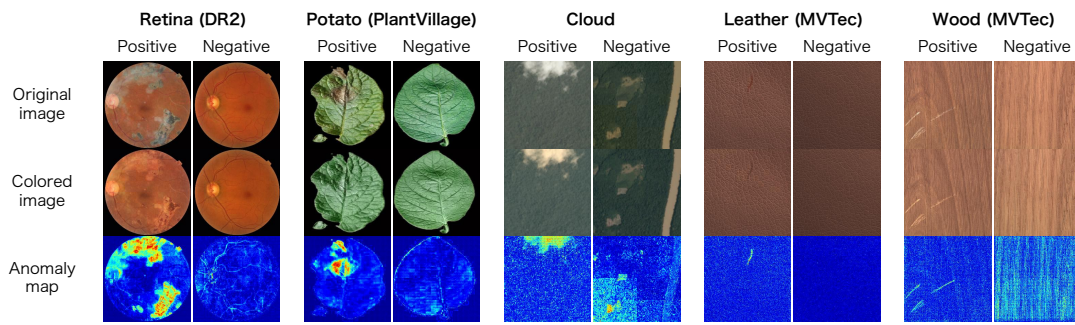 Retina (DR2) Potato (PlantVillage) Cloud Leather (MVTec) Wood (MVTec)
Positive Negative Positive Negative Positive Negative Positive Negative Positive Negative
Original
image
Colored
image
Anomaly
map